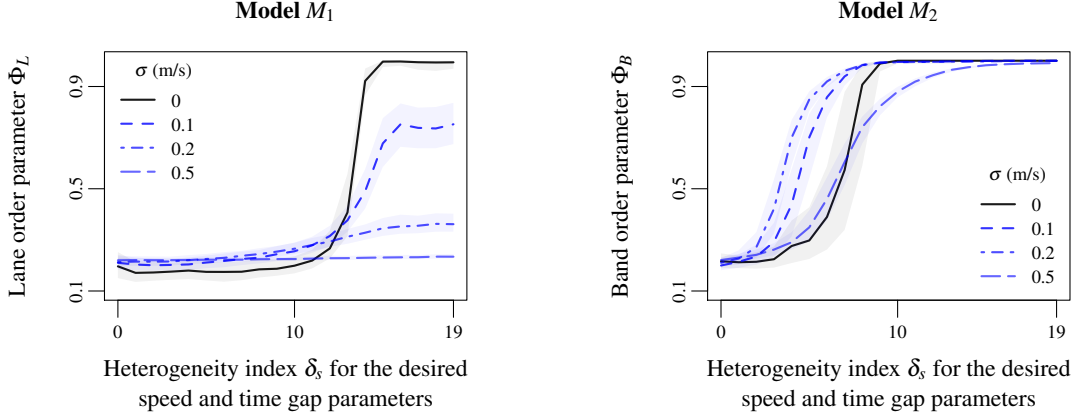 Model M₁
Lane order parameter Φ_L
0.9
0.5
0.1
σ (m/s)
0
0.1
0.2
0.5
0
10
19
Heterogeneity index δₛ for the desired
speed and time gap parameters
Model M₂
Band order parameter Φ_B
0.9
0.5
0.1
σ (m/s)
0
0.1
0.2
0.5
0
10
19
Heterogeneity index δₛ for the desired
speed and time gap parameters